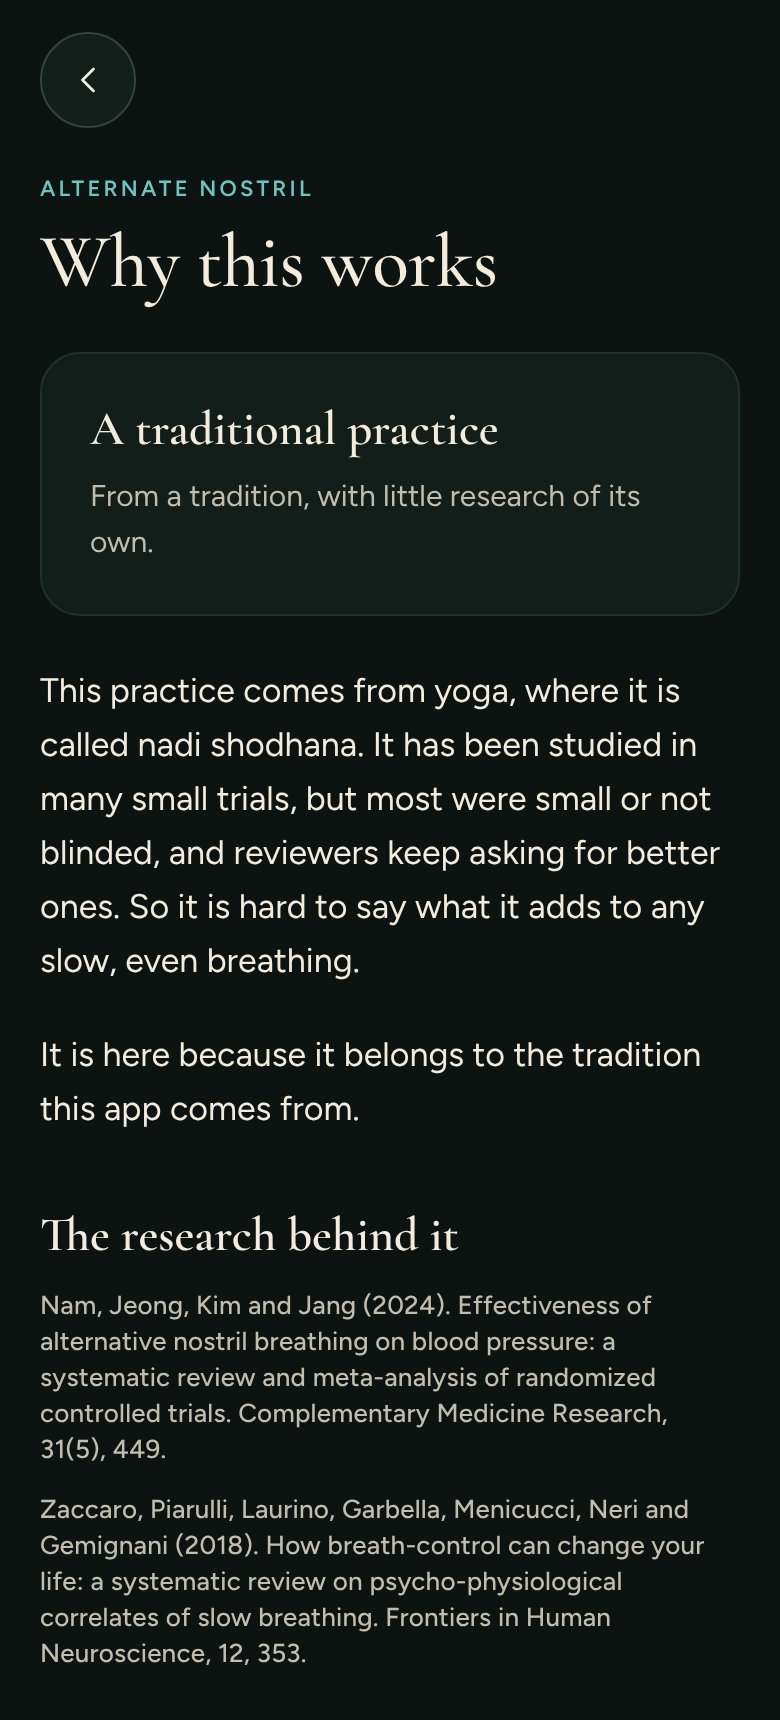 ALTERNATE NOSTRIL
Why this works
A traditional practice
From a tradition, with little research of its
own.
This practice comes from yoga, where it is
called nadi shodhana. It has been studied in
many small trials, but most were small or not
blinded, and reviewers keep asking for better
ones. So it is hard to say what it adds to any
slow, even breathing.
It is here because it belongs to the tradition
this app comes from.
The research behind it
Nam, Jeong, Kim and Jang (2024). Effectiveness of
alternative nostril breathing on blood pressure: a
systematic review and meta-analysis of randomized
controlled trials. Complementary Medicine Research,
31(5), 449.
Zaccaro, Piarulli, Laurino, Garbella, Menicucci, Neri and
Gemignani (2018). How breath-control can change your
life: a systematic review on psycho-physiological
correlates of slow breathing. Frontiers in Human
Neuroscience, 12, 353.